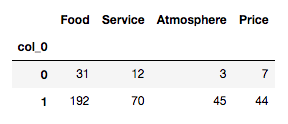 Food Service Atmosphere Price
col_0
0 31 12 3 7
1 192 70 45 44